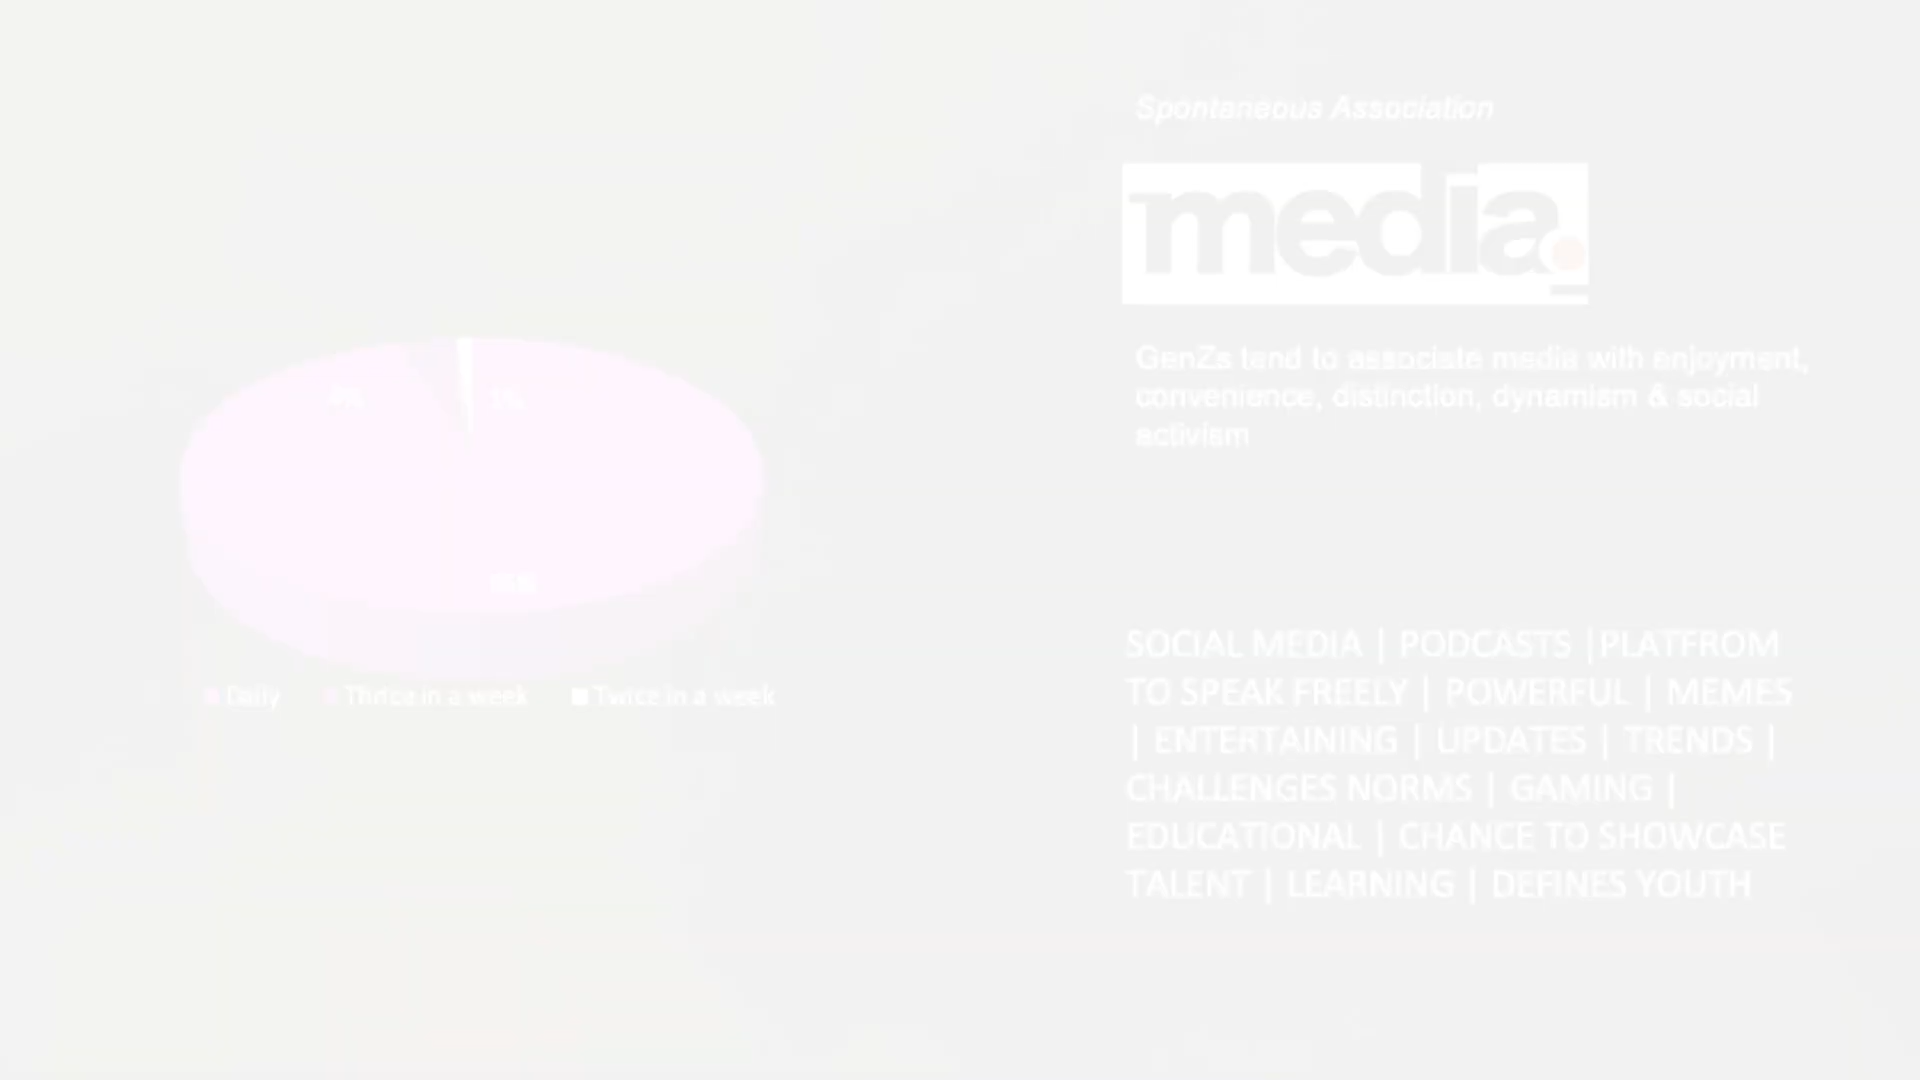 Spontaneous Association
media.
GenZs tend to associate media with enjoyment,
convenience, distinction, dynamism & social
activism
Daily Thrice in a week Twice in a week
SOCIAL MEDIA | PODCASTS |PLATFROM
TO SPEAK FREELY | POWERFUL | MEMES
| ENTERTAINING | UPDATES | TRENDS |
CHALLENGES NORMS | GAMING |
EDUCATIONAL | CHANCE TO SHOWCASE
TALENT | LEARNING | DEFINES YOUTH